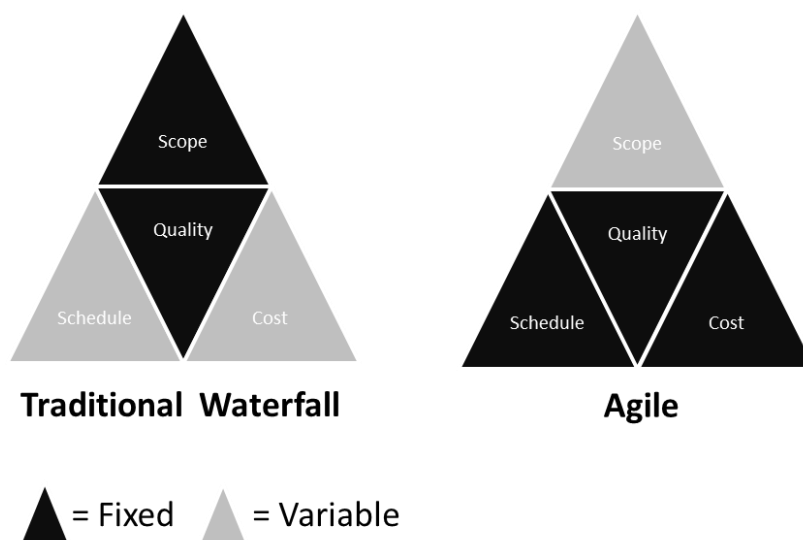 Scope
Quality
Schedule
Cost
Traditional Waterfall
Scope
Quality
Schedule
Cost
Agile
= Fixed
= Variable